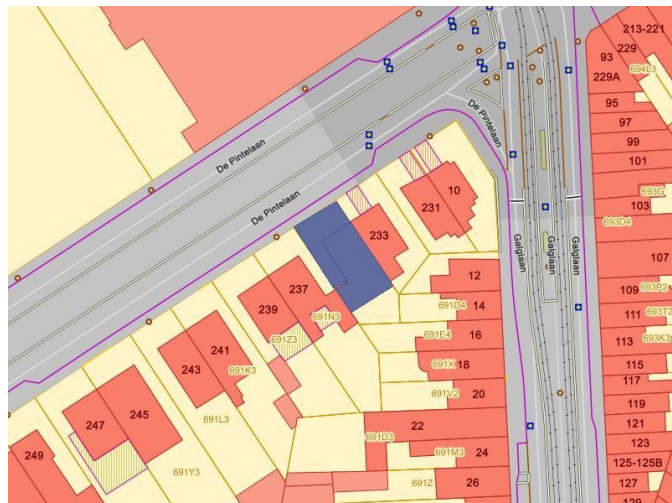 213-221
93
229
694L3
229A
95
97
99
101
693G
103
693D4
107
109
693P2
111
693T2
113
693K3
115
117
119
121
123
125-125B
127
129
De Pintelaan
De Pintelaan
De Pintelaan
Galglaan
Galglaan
Galglaan
10
231
233
12
14
691D4
16
691E4
18
691X
20
691V2
22
691D3
24
691M3
26
691Z
237
239
691N3
691Z3
241
243
691K3
691L3
245
247
691Y3
249